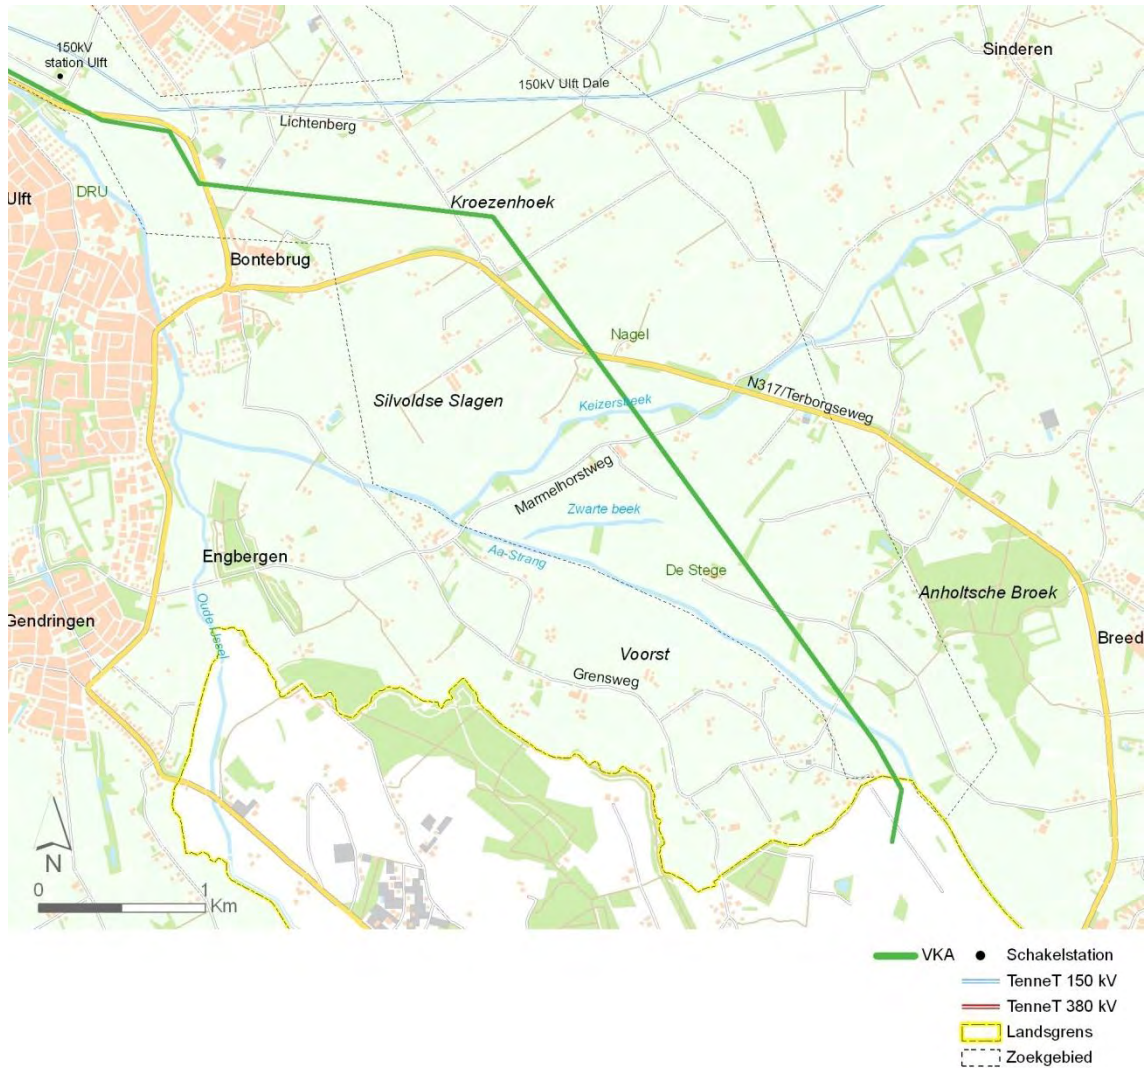 150kV
station Ulft
Sinderen
150kV Ulft Dale
Lichtenberg
DRU
Ulft
Kroezenhoek
Bontebrug
Nagel
N317/Terborgseweg
Silvoldse Slagen
Keizersbeek
Marmelhorstweg
Zwarte beek
Aa-Strang
Engbergen
De Stege
Anholtsche Broek
Oude IJssel
Gendringen
Breed
Voorst
Grensweg
N
0 1
Km
VKA
Schakelstation
TenneT 150 kV
TenneT 380 kV
Landsgrens
Zoekgebied